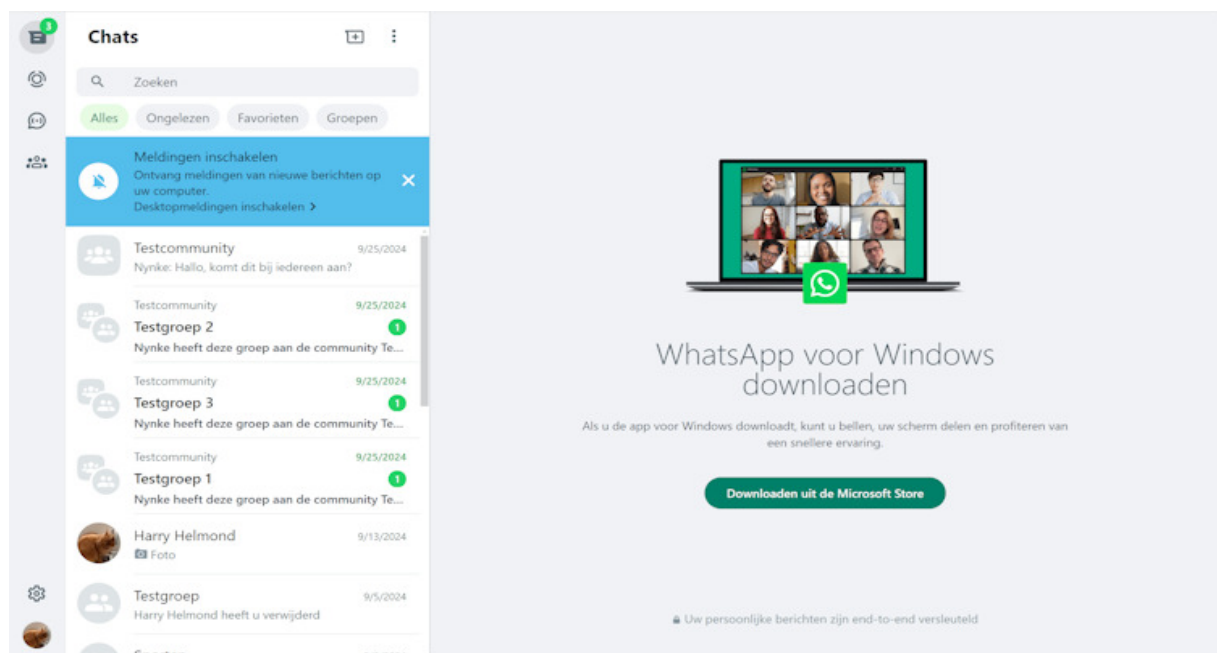 3
Chats
Zoeken
Alles Ongelezen Favorieten Groepen
Meldingen inschakelen
Ontvang meldingen van nieuwe berichten op
uw computer.
Desktopmeldingen inschakelen >
Testcommunity 9/25/2024
Nynke: Hallo, komt dit bij iedereen aan?
Testcommunity 9/25/2024
Testgroep 2 1
Nynke heeft deze groep aan de community Te...
Testcommunity 9/25/2024
Testgroep 3 1
Nynke heeft deze groep aan de community Te...
Testcommunity 9/25/2024
Testgroep 1 1
Nynke heeft deze groep aan de community Te...
Harry Helmond 9/13/2024
Foto
Testgroep 9/5/2024
Harry Helmond heeft u verwijderd
WhatsApp voor Windows
downloaden
Als u de app voor Windows downloadt, kunt u bellen, uw scherm delen en profiteren van
een snellere ervaring.
Downloaden uit de Microsoft Store
Uw persoonlijke berichten zijn end-to-end versleuteld